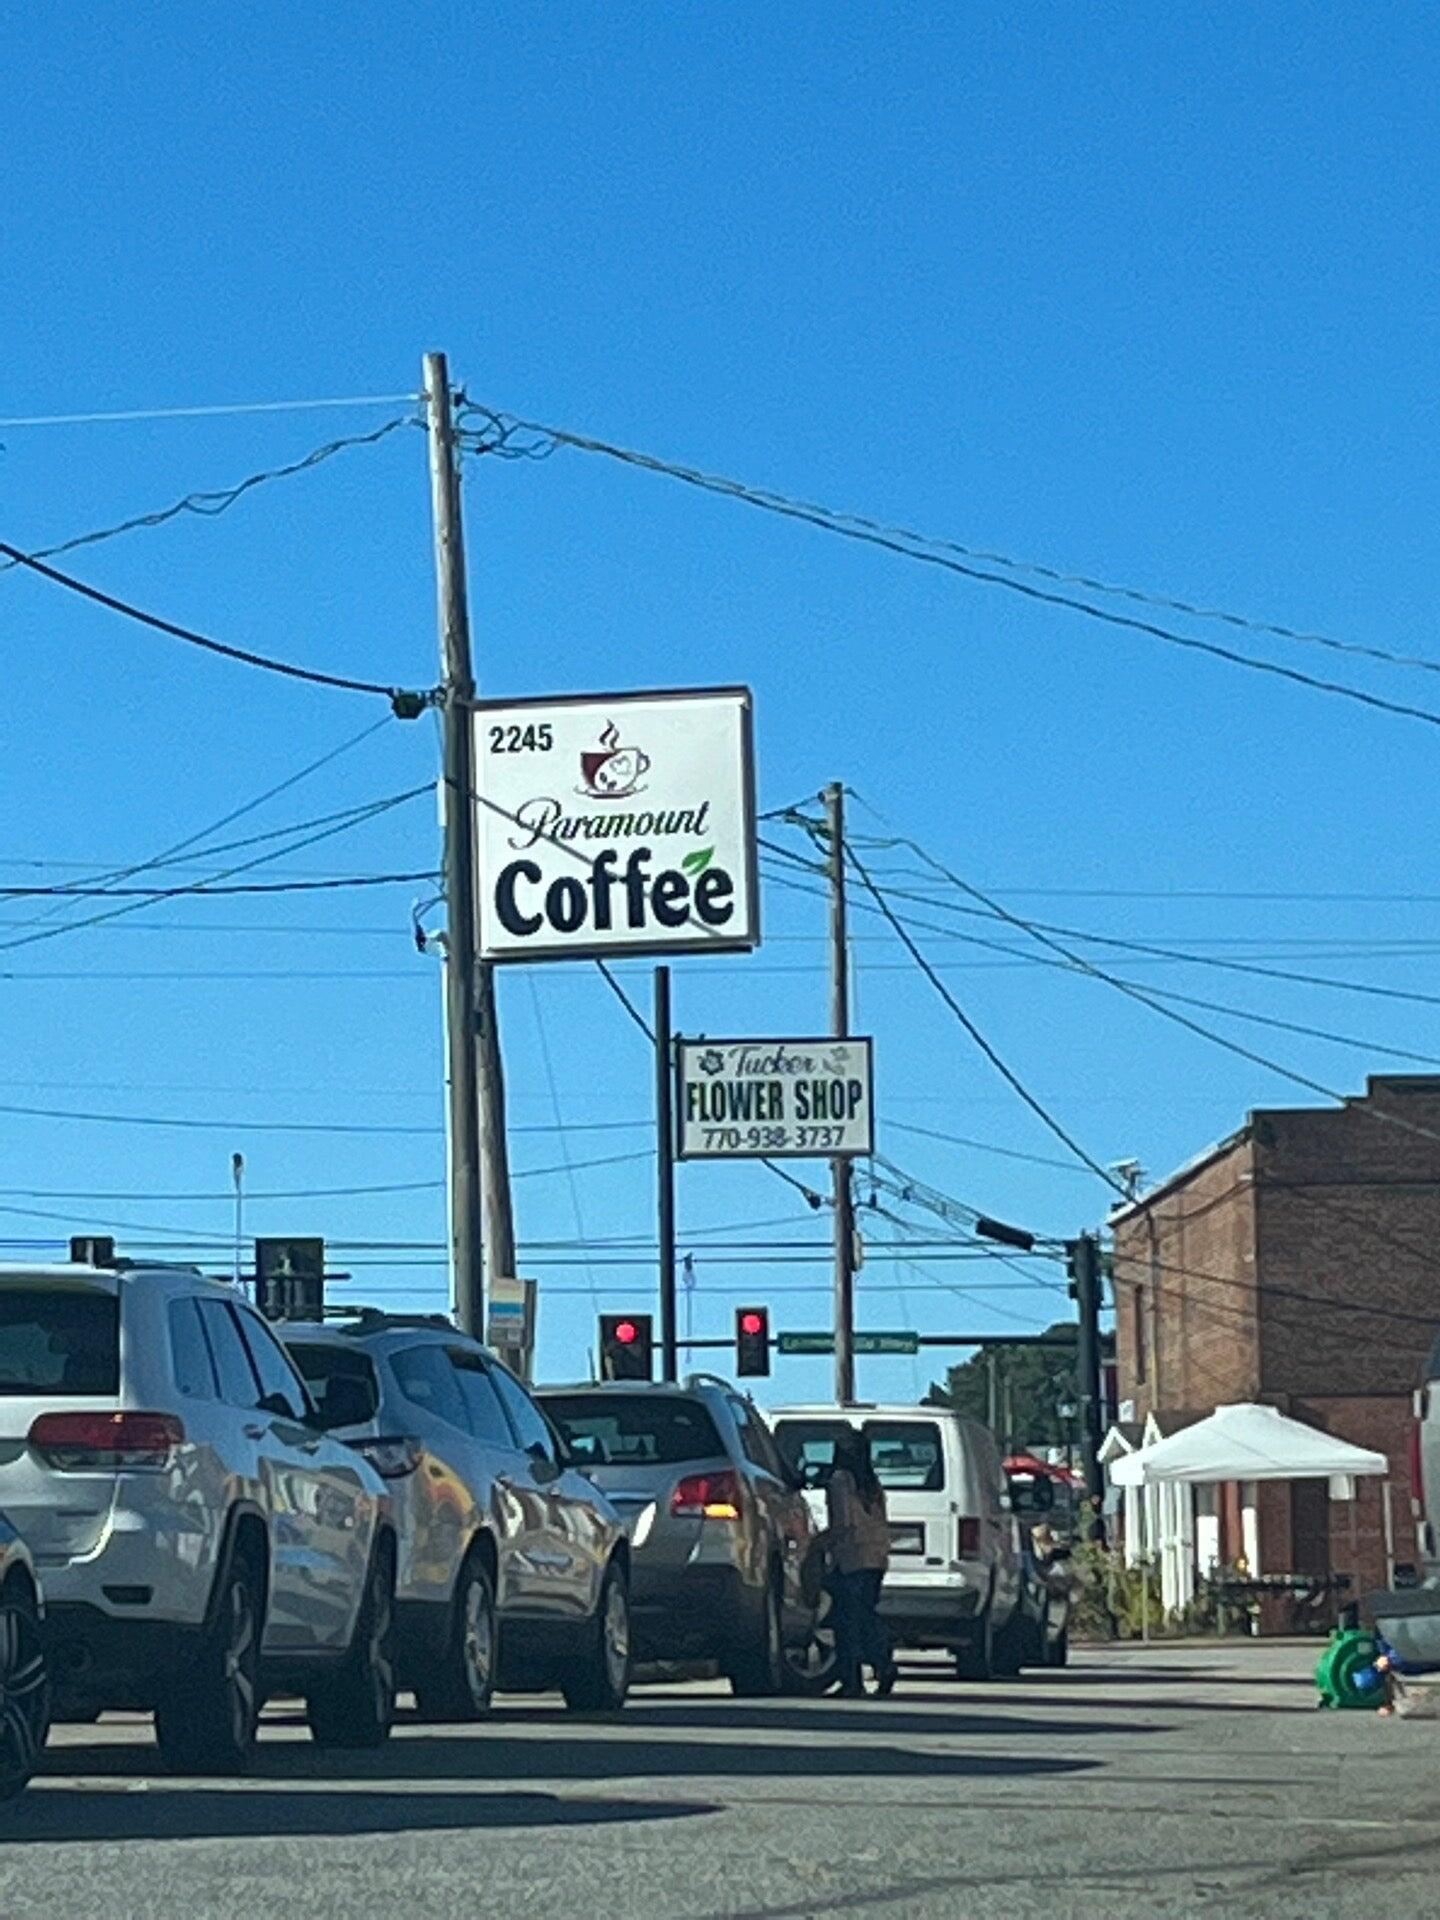 2245
Paramount
Coffee
Tucker
FLOWER SHOP
770-938-3737